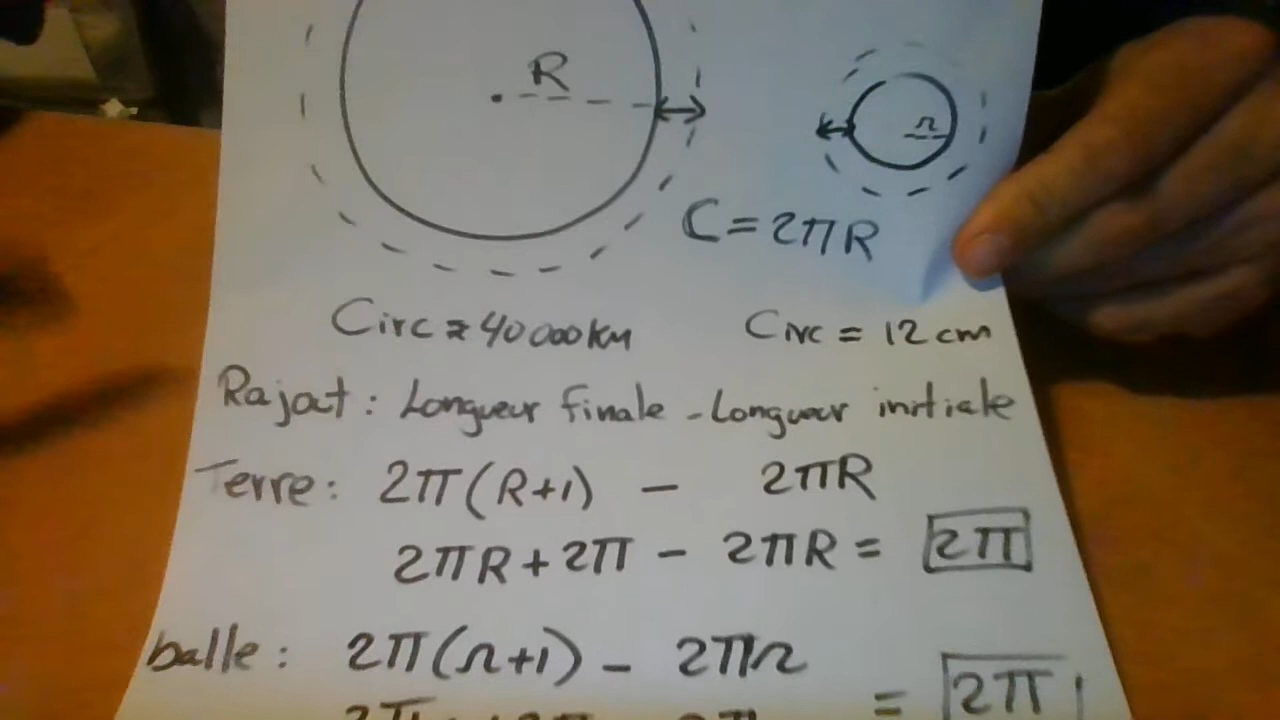 R
r
C = 2πR
Circ ≈ 40 000 km
Circ = 12 cm
Rajout : Longueur finale - Longueur initiale
Terre : 2π(R+1) - 2πR
2πR + 2π - 2πR = 2π
balle : 2π(r+1) - 2πr
= 2π